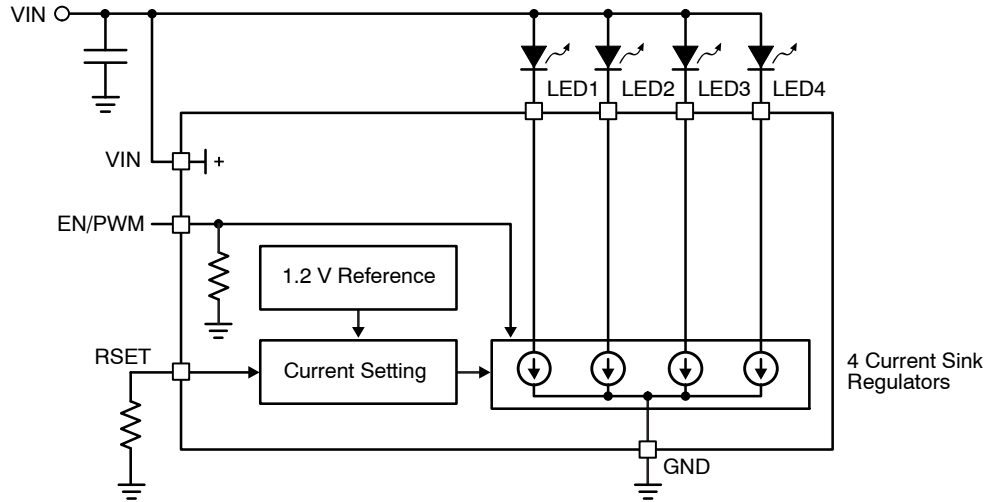 VIN
LED1
LED2
LED3
LED4
VIN
+
EN/PWM
1.2 V Reference
RSET
Current Setting
4 Current Sink
Regulators
GND